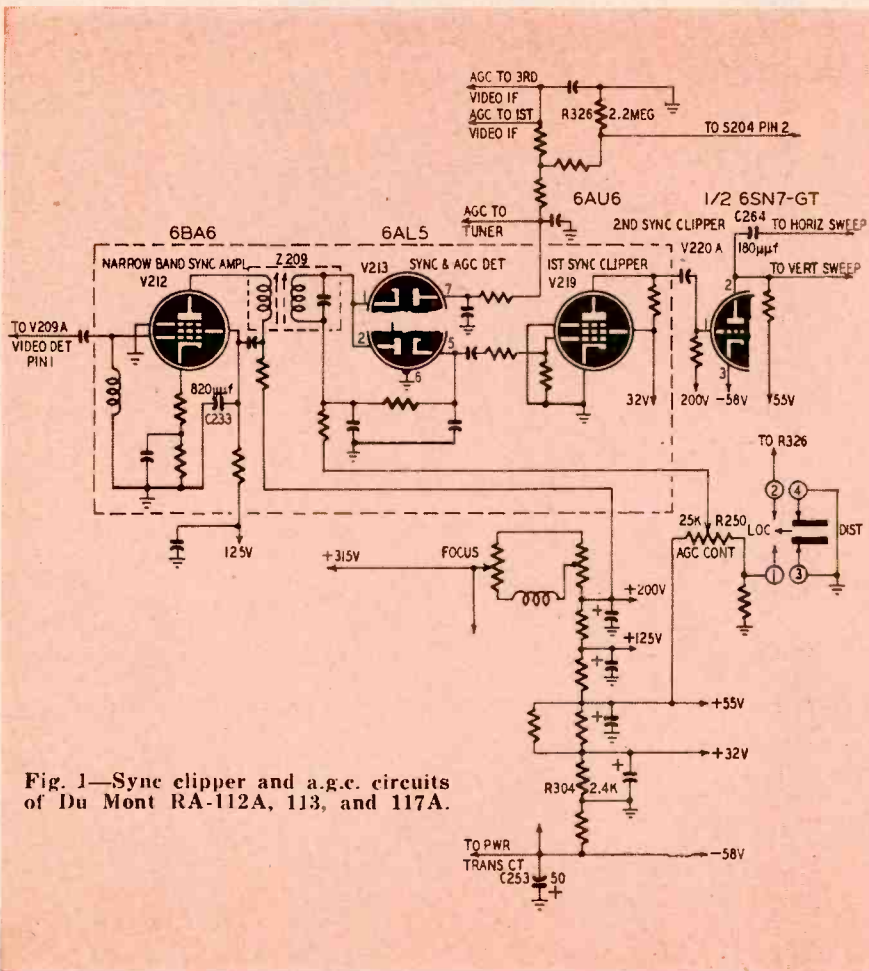 AGC TO 3RD
VIDEO IF
R326 2.2MEG
AGC TO 1ST
VIDEO IF
TO S204 PIN 2
AGC TO
TUNER
6AU6
1/2 6SN7-GT
2ND SYNC CLIPPER
C264
TO HORIZ SWEEP
V220 A
180µµf
TO VERT SWEEP
6BA6
6AL5
NARROW BAND SYNC AMPL
V212
Z 209
V213
SYNC & AGC DET
1ST SYNC CLIPPER
V219
1
7
2
5
6
2
3
TO V209A
VIDEO DET
PIN 1
820µµf
C233
32V
200V
-58V
55V
125V
TO R326
25K R250
AGC CONT
2
4
LOC
DIST
1
3
+315V
FOCUS
+200V
+
+125V
+
+55V
+
+32V
+
R304
2.4K
TO PWR
TRANS CT
-58V
C253
50
+
Fig. 1—Sync clipper and a.g.c. circuits
of Du Mont RA-112A, 113, and 117A.